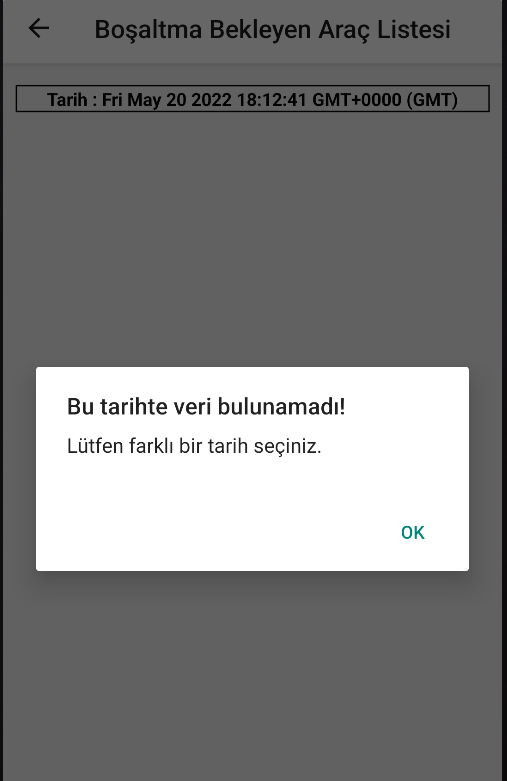 Boşaltma Bekleyen Araç Listesi
Tarih : Fri May 20 2022 18:12:41 GMT+0000 (GMT)
Bu tarihte veri bulunamadı!
Lütfen farklı bir tarih seçiniz.
OK